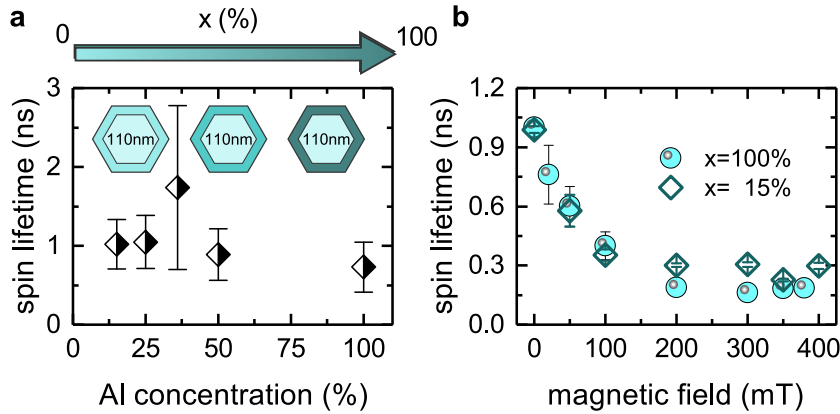 a
x (%)
0
100
3
2
1
0
spin lifetime (ns)
110nm
110nm
110nm
0
25
50
75
100
Al concentration (%)
b
1.2
0.9
0.6
0.3
0.0
spin lifetime (ns)
x=100%
x= 15%
0
100
200
300
400
magnetic field (mT)